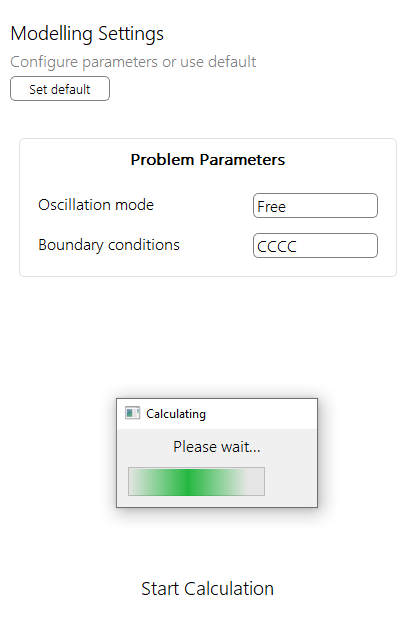 Modelling Settings
Configure parameters or use default
Set default
Problem Parameters
Oscillation mode
Free
Boundary conditions
CCCC
Calculating
Please wait...
Start Calculation